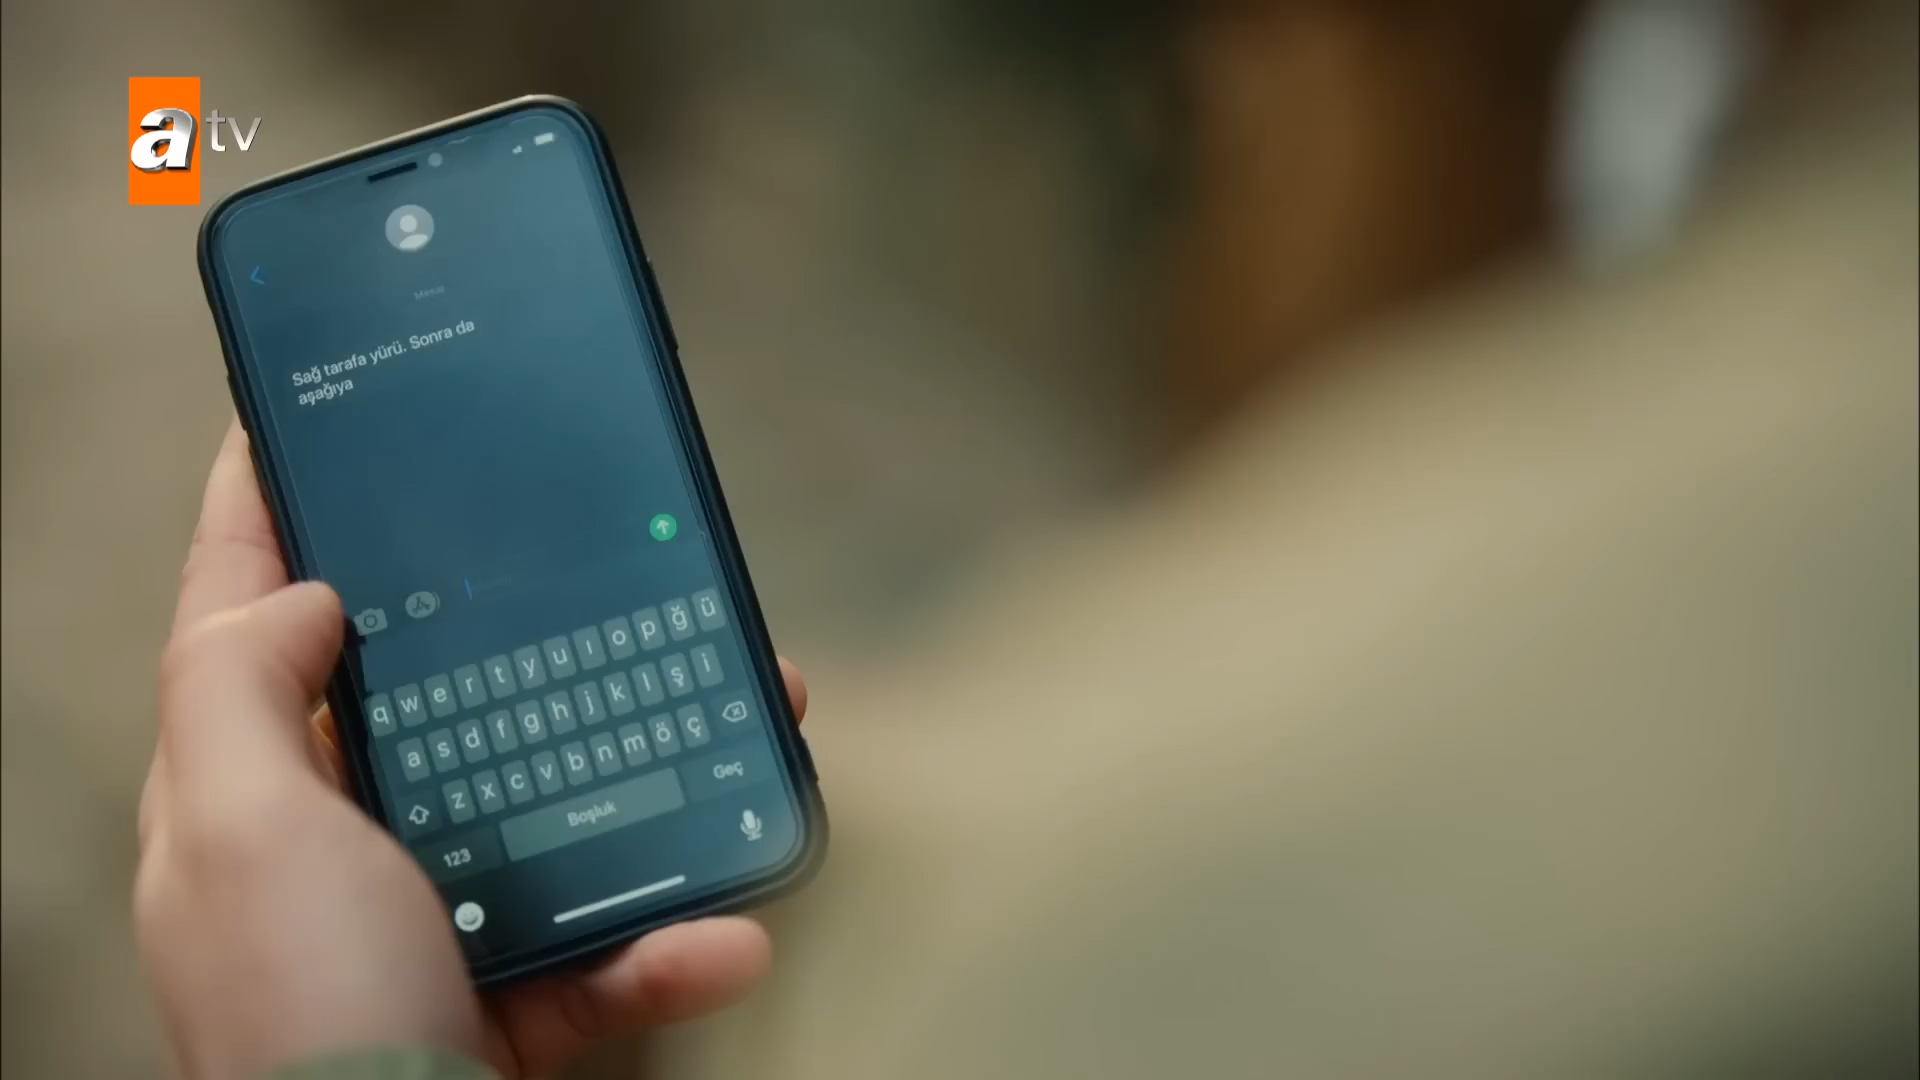 atv
Sağ tarafa yürü. Sonra da
aşağıya
q w e r t y u ı o p ğ ü
a s d f g h j k l ş i
z x c v b n m ö ç
123
Boşluk
Geç